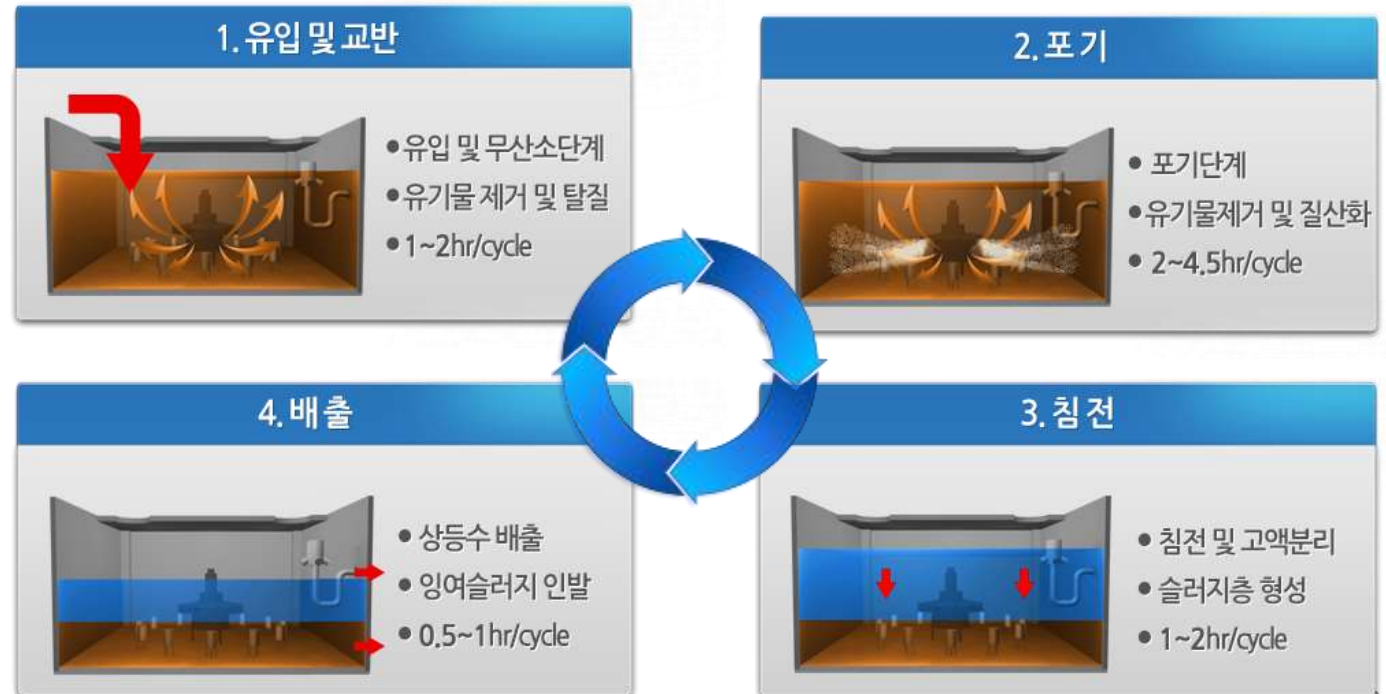 1. 유입 및 교반
● 유입 및 무산소단계
● 유기물 제거 및 탈질
● 1~2hr/cycle
2. 포기
● 포기단계
● 유기물제거 및 질산화
● 2~4.5hr/cycle
3. 침전
● 침전 및 고액분리
● 슬러지층 형성
● 1~2hr/cycle
4. 배출
● 상등수 배출
● 잉여슬러지 인발
● 0.5~1hr/cycle